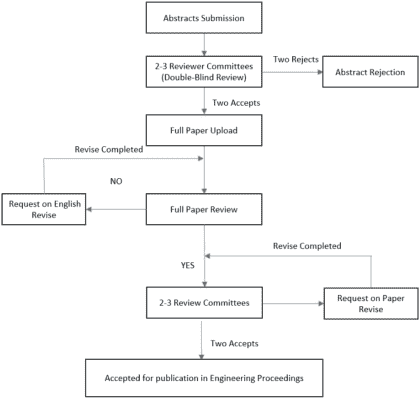 Abstracts Submission
2-3 Reviewer Committees
(Double-Blind Review)
Two Rejects
Abstract Rejection
Two Accepts
Full Paper Upload
Revise Completed
NO
Request on English
Revise
Full Paper Review
Revise Completed
YES
2-3 Review Committees
Request on Paper
Revise
Two Accepts
Accepted for publication in Engineering Proceedings